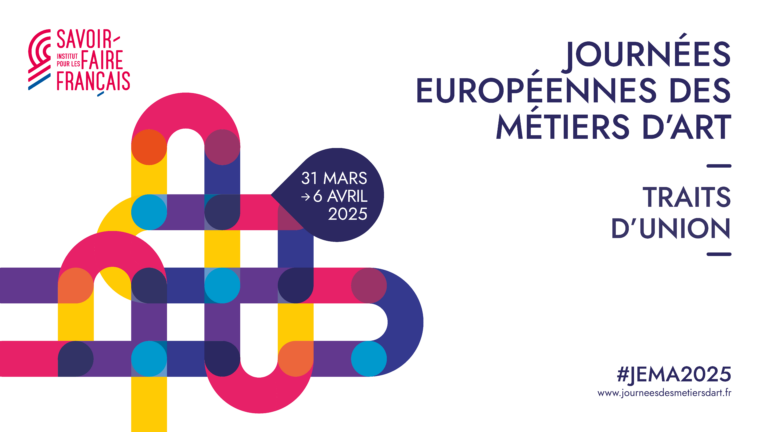 SAVOIR-
INSTITUT
POUR LES
FAIRE
FRANÇAIS
JOURNÉES
EUROPÉENNES DES
MÉTIERS D'ART
TRAITS
D'UNION
31 MARS
→ 6 AVRIL
2025
#JEMA2025
www.journeesdesmetiersdart.fr